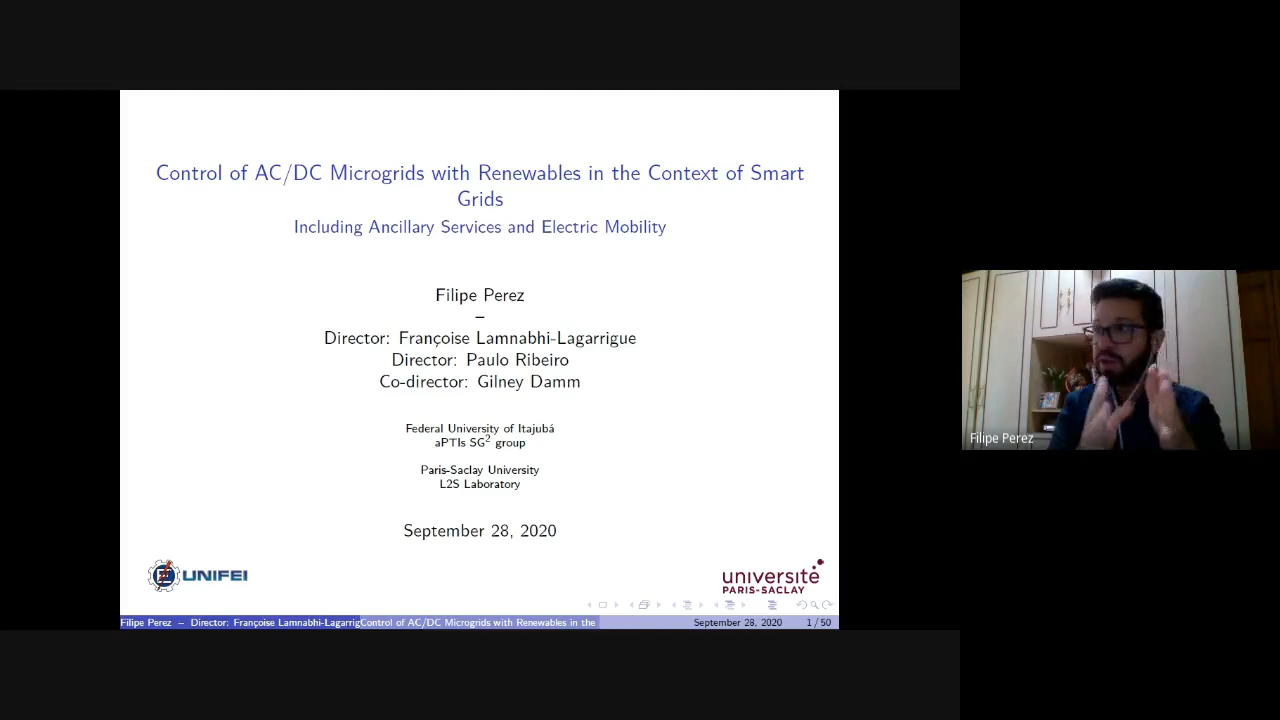 Control of AC/DC Microgrids with Renewables in the Context of Smart
Grids
Including Ancillary Services and Electric Mobility
Filipe Perez
–
Director: Françoise Lamnabhi-Lagarrigue
Director: Paulo Ribeiro
Co-director: Gilney Damm
Federal University of Itajubá
aPTIs SG² group
Paris-Saclay University
L2S Laboratory
September 28, 2020
UNIFEI
université
PARIS-SACLAY
Filipe Perez – Director: Françoise Lamnabhi-Lagarrig
Control of AC/DC Microgrids with Renewables in the
September 28, 2020
1 / 50
Filipe Perez